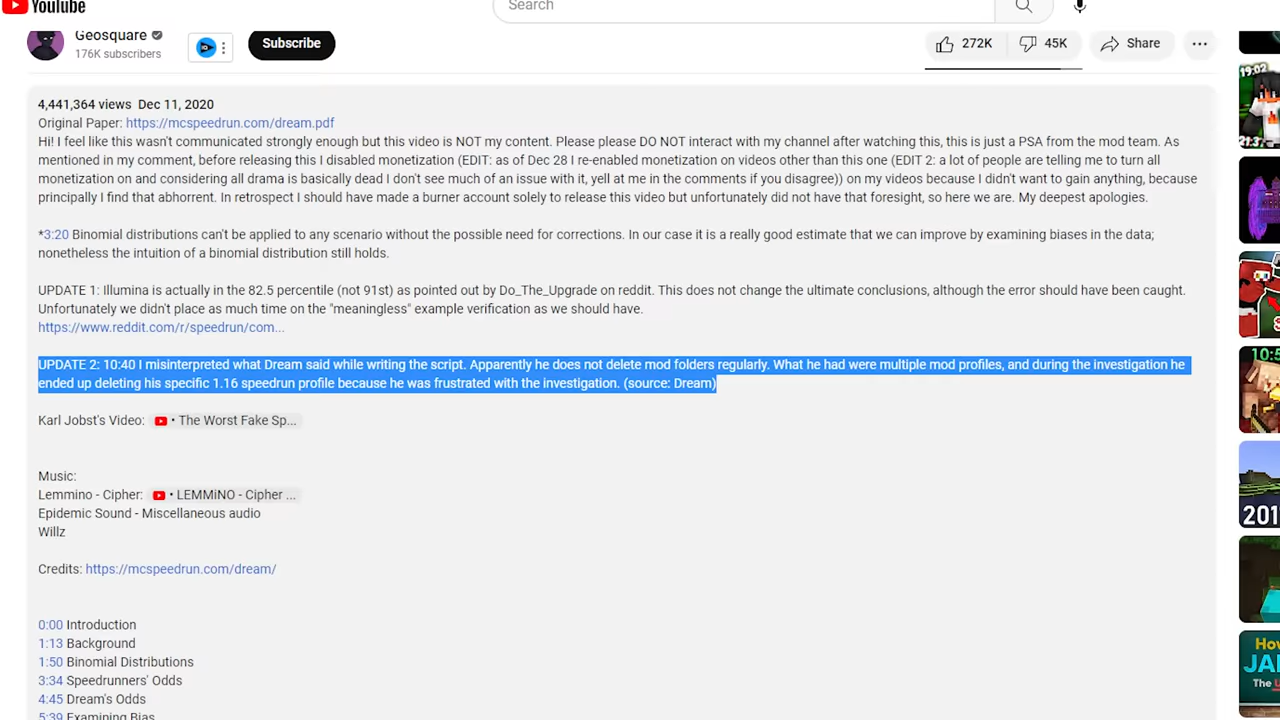 YouTube
Search
Geosquare
176K subscribers
Subscribe
272K
45K
Share
4,441,364 views Dec 11, 2020
Original Paper: https://mcspeedrun.com/dream.pdf
Hi! I feel like this wasn't communicated strongly enough but this video is NOT my content. Please please DO NOT interact with my channel after watching this, this is just a PSA from the mod team. As
mentioned in my comment, before releasing this I disabled monetization (EDIT: as of Dec 28 I re-enabled monetization on videos other than this one (EDIT 2: a lot of people are telling me to turn all
monetization on and considering all drama is basically dead I don't see much of an issue with it, yell at me in the comments if you disagree)) on my videos because I didn't want to gain anything, because
principally I find that abhorrent. In retrospect I should have made a burner account solely to release this video but unfortunately did not have that foresight, so here we are. My deepest apologies.
*3:20 Binomial distributions can't be applied to any scenario without the possible need for corrections. In our case it is a really good estimate that we can improve by examining biases in the data;
nonetheless the intuition of a binomial distribution still holds.
UPDATE 1: Illumina is actually in the 82.5 percentile (not 91st) as pointed out by Do_The_Upgrade on reddit. This does not change the ultimate conclusions, although the error should have been caught.
Unfortunately we didn't place as much time on the "meaningless" example verification as we should have.
https://www.reddit.com/r/speedrun/com...
UPDATE 2: 10:40 I misinterpreted what Dream said while writing the script. Apparently he does not delete mod folders regularly. What he had were multiple mod profiles, and during the investigation he
ended up deleting his specific 1.16 speedrun profile because he was frustrated with the investigation. (source: Dream)
Karl Jobst's Video: • The Worst Fake Sp...
Music:
Lemmino - Cipher: • LEMMiNO - Cipher ...
Epidemic Sound - Miscellaneous audio
Willz
Credits: https://mcspeedrun.com/dream/
0:00 Introduction
1:13 Background
1:50 Binomial Distributions
3:34 Speedrunners' Odds
4:45 Dream's Odds
5:39 Examining Bias
19:02
21:37
10:5
201
How
JA
The